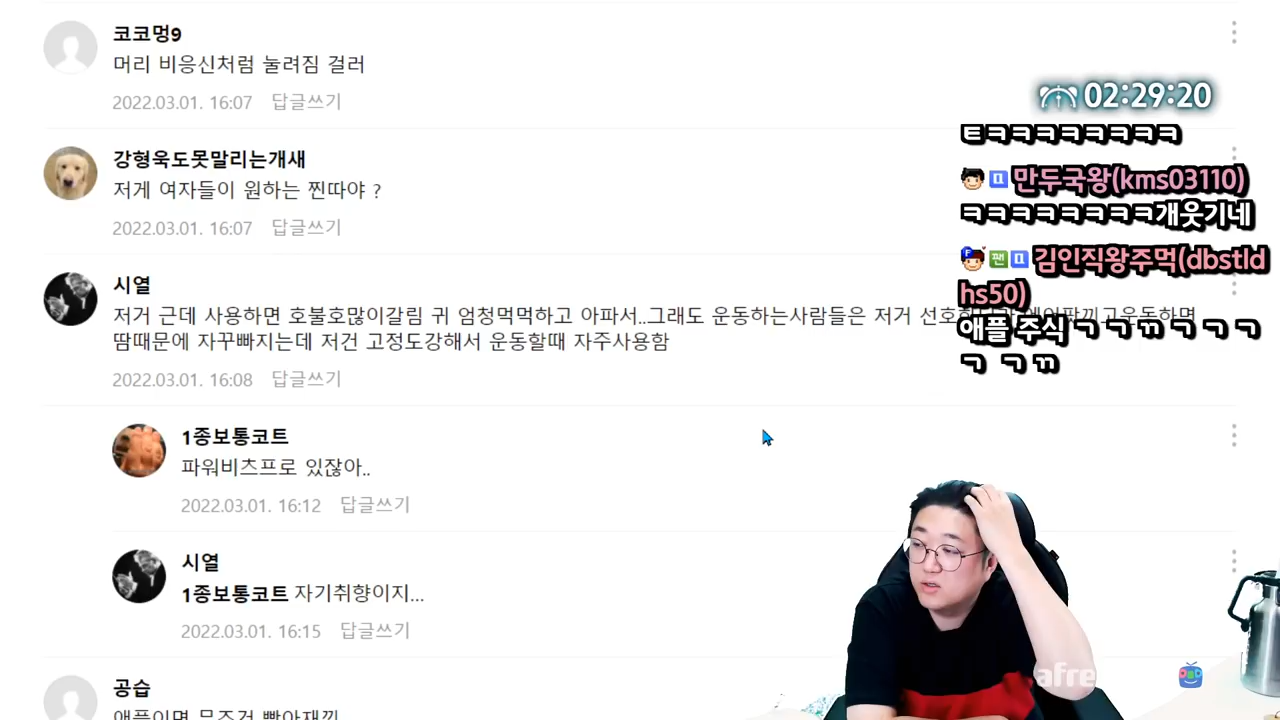 코코멍9
머리 비응신처럼 눌려짐 걸러
2022.03.01. 16:07 답글쓰기
강형욱도못말리는개새
저게 여자들이 원하는 찐따야 ?
2022.03.01. 16:07 답글쓰기
시열
저거 근데 사용하면 호불호많이갈림 귀 엄청먹먹하고 아파서..그래도 운동하는사람들은 저거 선호
땀때문에 자꾸빠지는데 저건 고정도강해서 운동할때 자주사용함
2022.03.01. 16:08 답글쓰기
1종보통코트
파워비츠프로 있잖아..
2022.03.01. 16:12 답글쓰기
시열
1종보통코트 자기취향이지...
2022.03.01. 16:15 답글쓰기
공습
02:29:20
트ㅋㅋㅋㅋㅋㅋㅋㅋ
만두국왕(kms03110)
ㅋㅋㅋㅋㅋㅋㅋㅋ개웃기네
김인직왕주먹(dbstld
hs50)
애플 주식 ㄱ ㄱ ㄲ ㄱ ㄱ ㄱ
ㄱ ㄱ ㄲ
afre